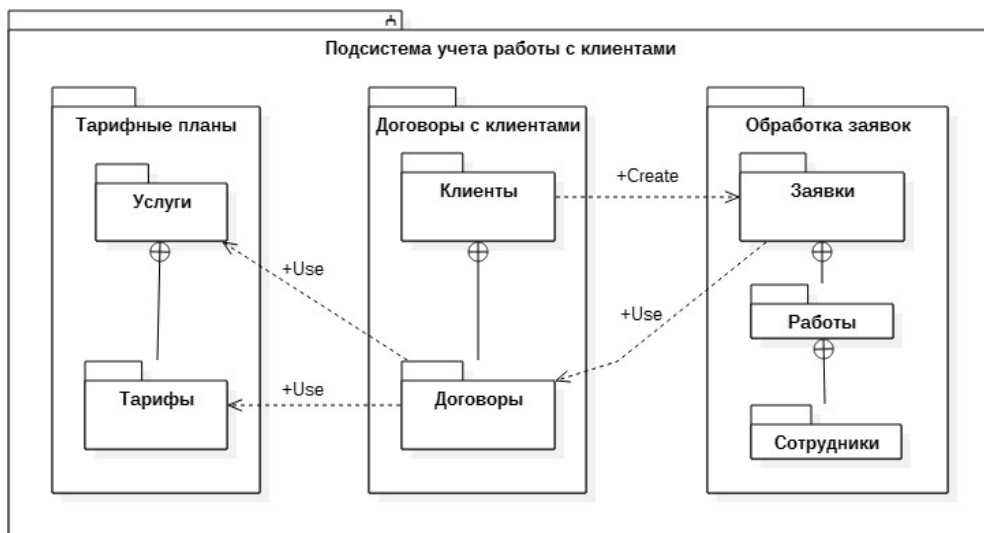 Подсистема учета работы с клиентами
Тарифные планы
Договоры с клиентами
Обработка заявок
Услуги
Клиенты
+Create
Заявки
+Use
+Use
Работы
Тарифы
+Use
Договоры
Сотрудники